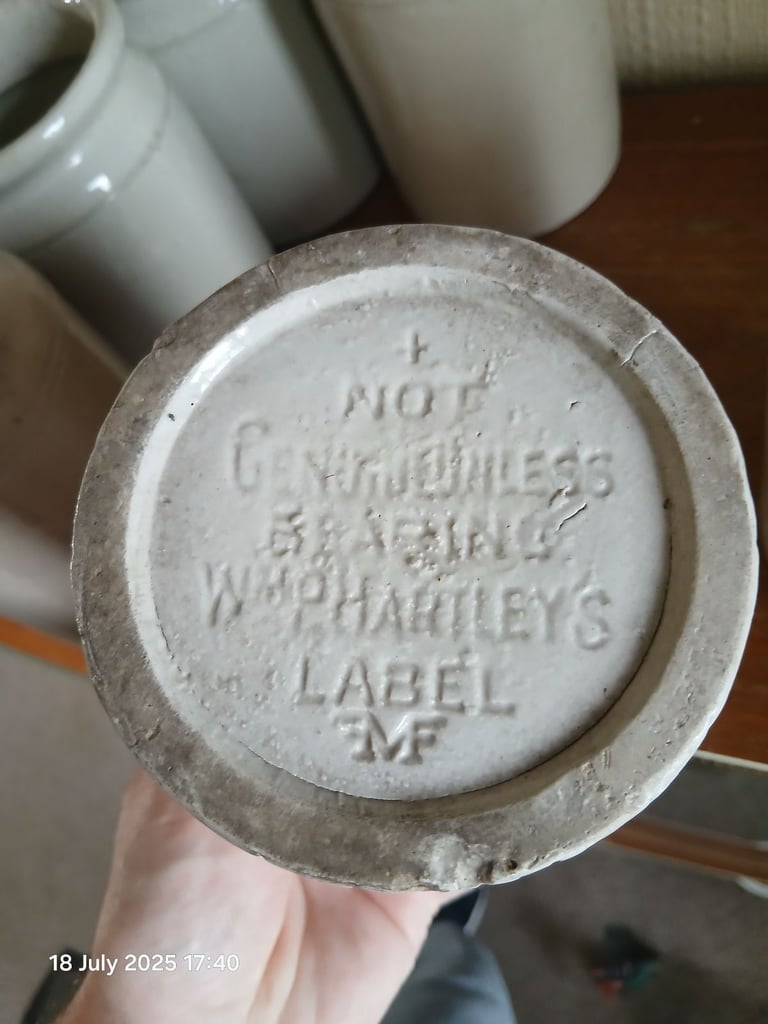 +
NOT
GENUINE UNLESS
BEARING
WM P HARTLEY'S
LABEL
MF
18 July 2025 17:40